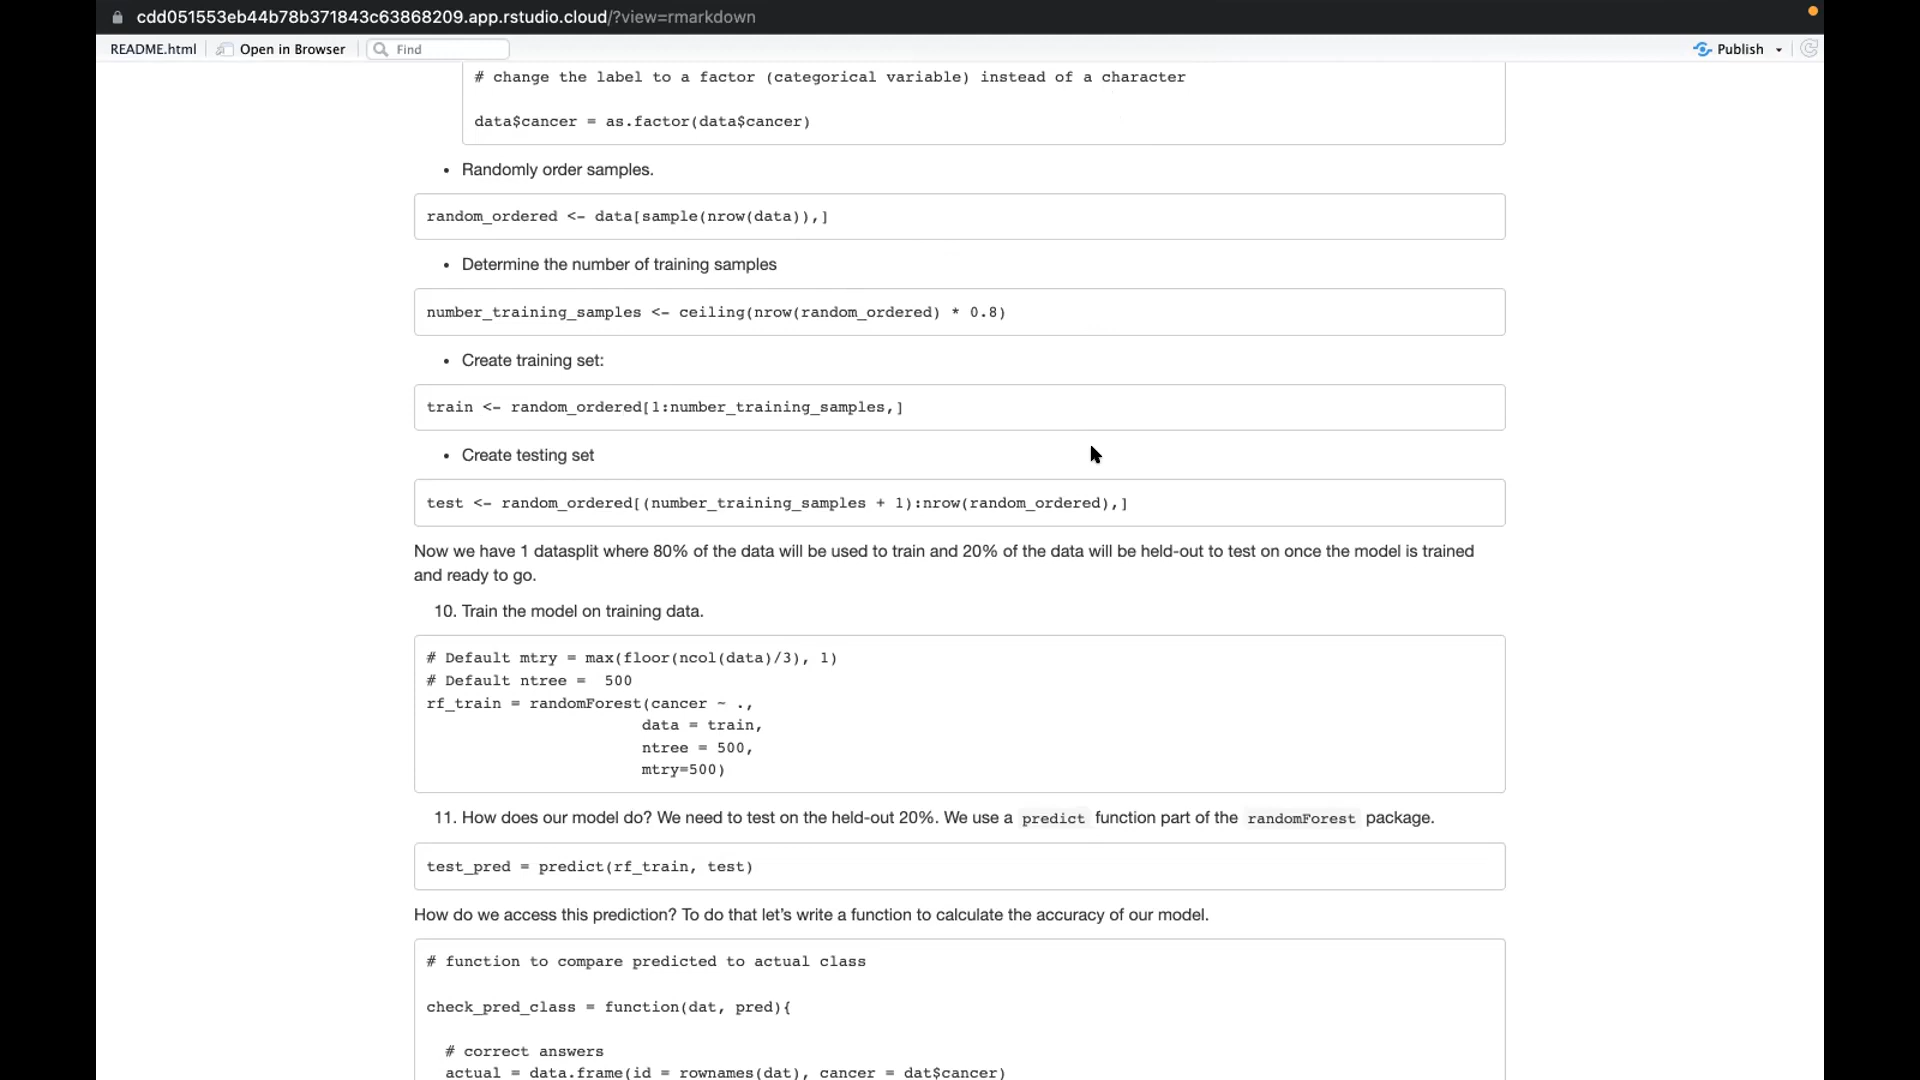 cdd051553eb44b78b371843c63868209.app.rstudio.cloud/?view=rmarkdown
README.html Open in Browser Find Publish
# change the label to a factor (categorical variable) instead of a character
data$cancer = as.factor(data$cancer)
• Randomly order samples.
random_ordered <- data[sample(nrow(data)),]
• Determine the number of training samples
number_training_samples <- ceiling(nrow(random_ordered) * 0.8)
• Create training set:
train <- random_ordered[1:number_training_samples,]
• Create testing set
test <- random_ordered[(number_training_samples + 1):nrow(random_ordered),]
Now we have 1 datasplit where 80% of the data will be used to train and 20% of the data will be held-out to test on once the model is trained
and ready to go.
10. Train the model on training data.
# Default mtry = max(floor(ncol(data)/3), 1)
# Default ntree =  500
rf_train = randomForest(cancer ~ .,
data = train,
ntree = 500,
mtry=500)
11. How does our model do? We need to test on the held-out 20%. We use a predict function part of the randomForest package.
test_pred = predict(rf_train, test)
How do we access this prediction? To do that let's write a function to calculate the accuracy of our model.
# function to compare predicted to actual class
check_pred_class = function(dat, pred){
# correct answers
actual = data.frame(id = rownames(dat), cancer = dat$cancer)